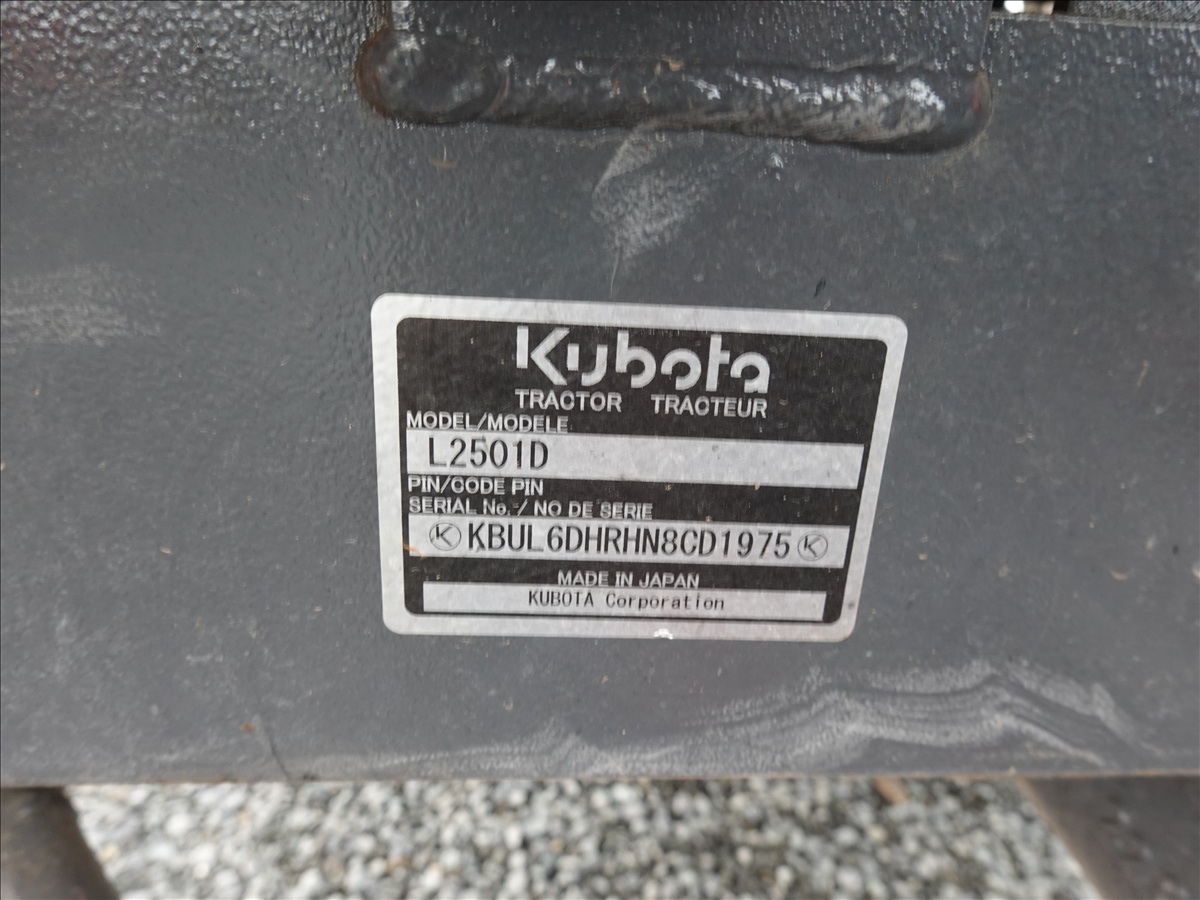 Kubota
TRACTOR TRACTEUR
MODEL/MODELE
L2501D
PIN/CODE PIN
SERIAL No. / NO DE SERIE
KBUL6DHRHN8CD1975
MADE IN JAPAN
KUBOTA Corporation